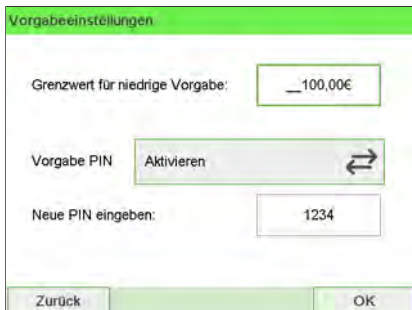 Vorgabeeinstellungen
Grenzwert für niedrige Vorgabe: __100,00€
Vorgabe PIN Aktivieren
Neue PIN eingeben: 1234
Zurück OK